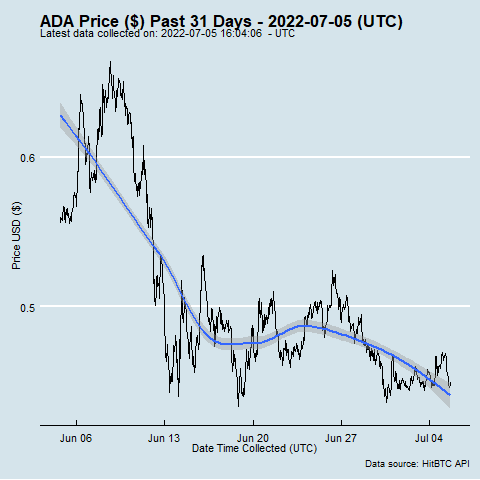 ADA Price ($) Past 31 Days - 2022-07-05 (UTC)
Latest data collected on: 2022-07-05 16:04:06 - UTC
Price USD ($)
0.6
0.5
Jun 06 Jun 13 Jun 20 Jun 27 Jul 04
Date Time Collected (UTC)
Data source: HitBTC API